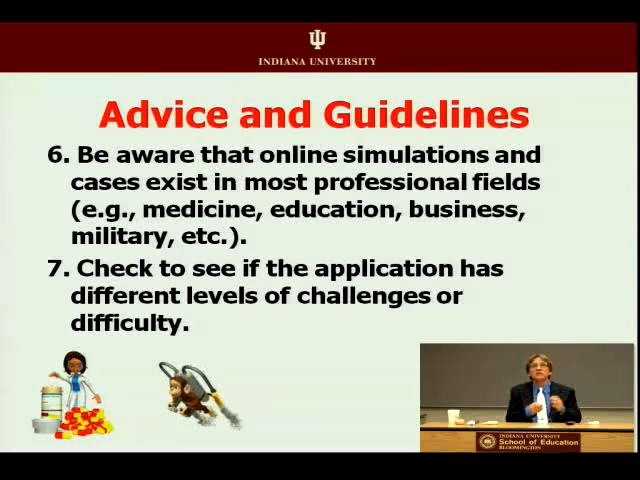 INDIANA UNIVERSITY
Advice and Guidelines
6. Be aware that online simulations and
cases exist in most professional fields
(e.g., medicine, education, business,
military, etc.).
7. Check to see if the application has
different levels of challenges or
difficulty.
INDIANA UNIVERSITY
School of Education
BLOOMINGTON